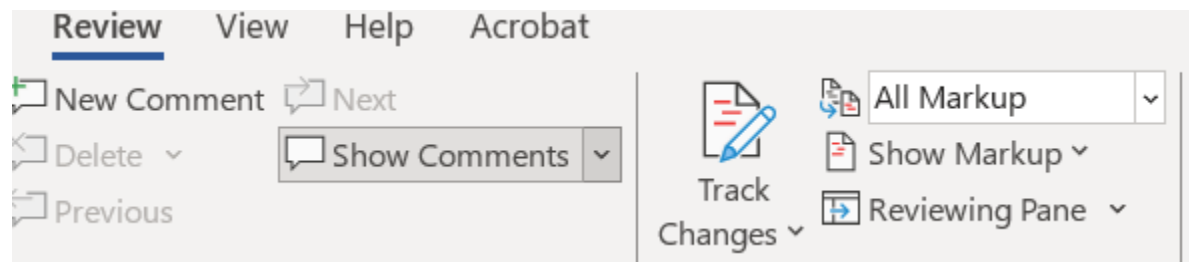 Review View Help Acrobat
New Comment Next
Delete Show Comments
Previous
Track
Changes
All Markup
Show Markup
Reviewing Pane